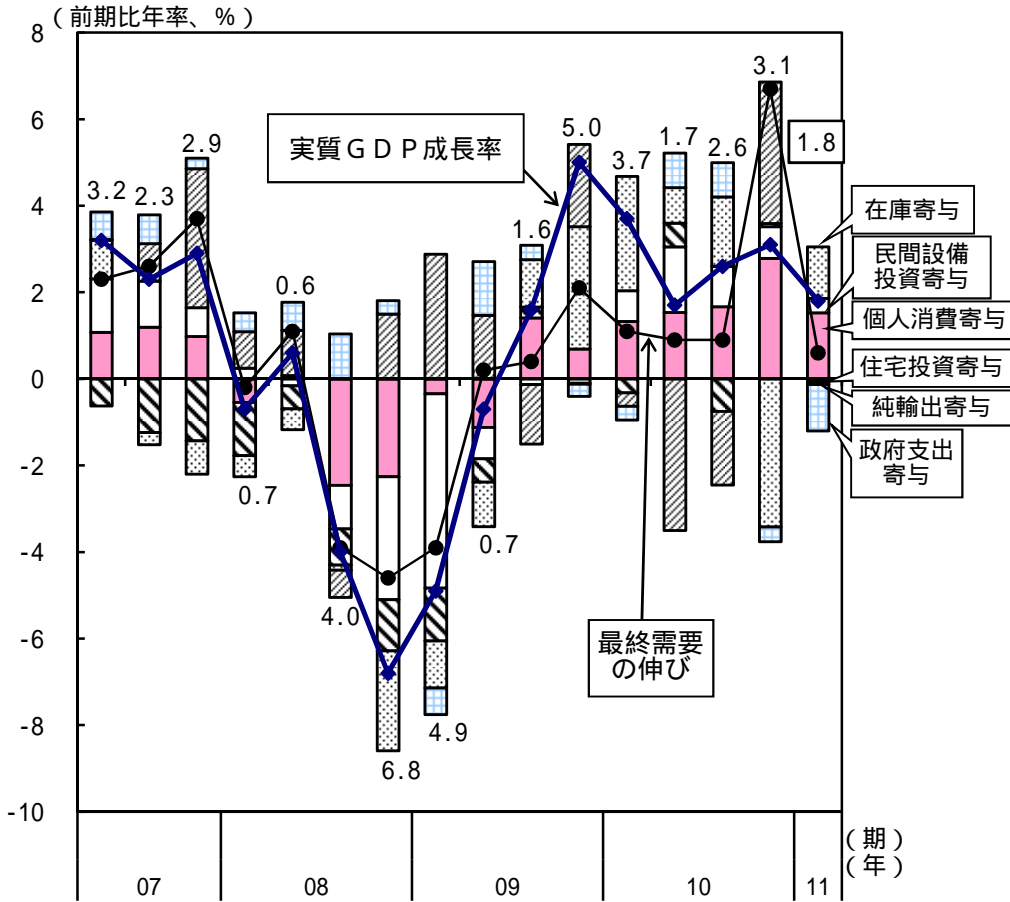 （前期比年率、%）
8
6
4
2
0
-2
-4
-6
-8
-10
3.2
2.3
2.9
0.7
0.6
4.0
6.8
4.9
0.7
1.6
5.0
3.7
1.7
2.6
3.1
1.8
実質ＧＤＰ成長率
最終需要
の伸び
在庫寄与
民間設備
投資寄与
個人消費寄与
住宅投資寄与
純輸出寄与
政府支出
寄与
（期）
（年）
07
08
09
10
11